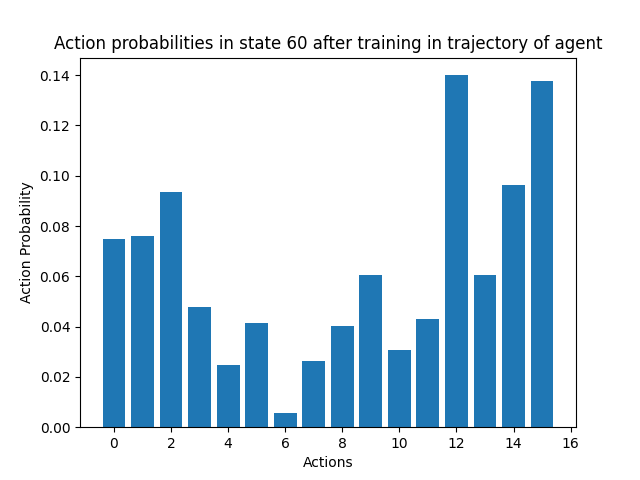 Action probabilities in state 60 after training in trajectory of agent
0.14
0.12
0.10
0.08
0.06
0.04
0.02
0.00
Action Probability
0 2 4 6 8 10 12 14 16
Actions